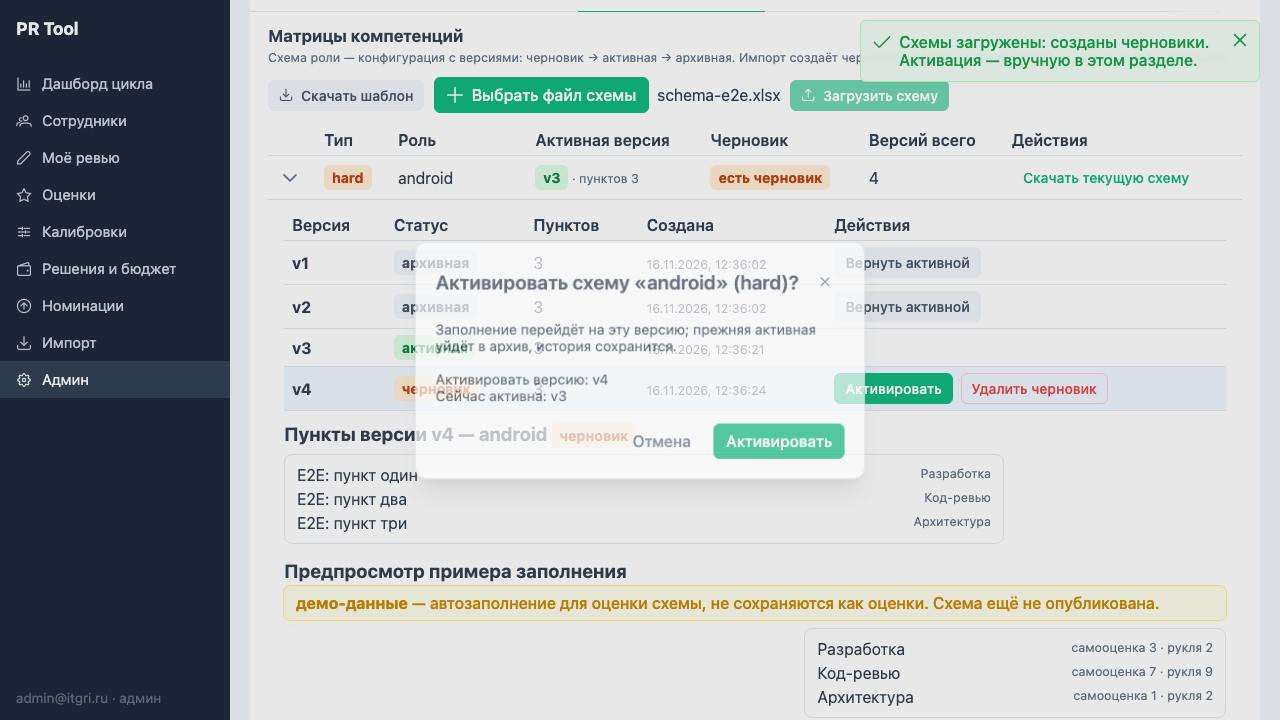 PR Tool
Дашборд цикла
Сотрудники
Моё ревью
Оценки
Калибровки
Решения и бюджет
Номинации
Импорт
Админ
admin@itgri.ru · админ
Матрицы компетенций
Схема роли — конфигурация с версиями: черновик → активная → архивная. Импорт создаёт
Схемы загружены: созданы черновики.
Активация — вручную в этом разделе.
Скачать шаблон
Выбрать файл схемы
schema-e2e.xlsx
Загрузить схему
Тип Роль Активная версия Черновик Версий всего Действия
hard android v3 · пунктов 3 есть черновик 4 Скачать текущую схему
Версия Статус Пунктов Создана Действия
v1 архивная 3 16.11.2026, 12:36:02 Вернуть активной
v2 архивная 3 16.11.2026, 12:36:02 Вернуть активной
v3 3 16.11.2026, 12:36:21
v4 черновик 3 16.11.2026, 12:36:24 Активировать Удалить черновик
Активировать схему «android» (hard)?
Заполнение перейдёт на эту версию; прежняя активная
уйдёт в архив, история сохранится.
Активировать версию: v4
Сейчас активна: v3
Отмена
Активировать
Пункты версии v4 — android черновик
E2E: пункт один Разработка
E2E: пункт два Код-ревью
E2E: пункт три Архитектура
Предпросмотр примера заполнения
демо-данные — автозаполнение для оценки схемы, не сохраняются как оценки. Схема ещё не опубликована.
Разработка самооценка 3 · рукля 2
Код-ревью самооценка 7 · рукля 9
Архитектура самооценка 1 · рукля 2